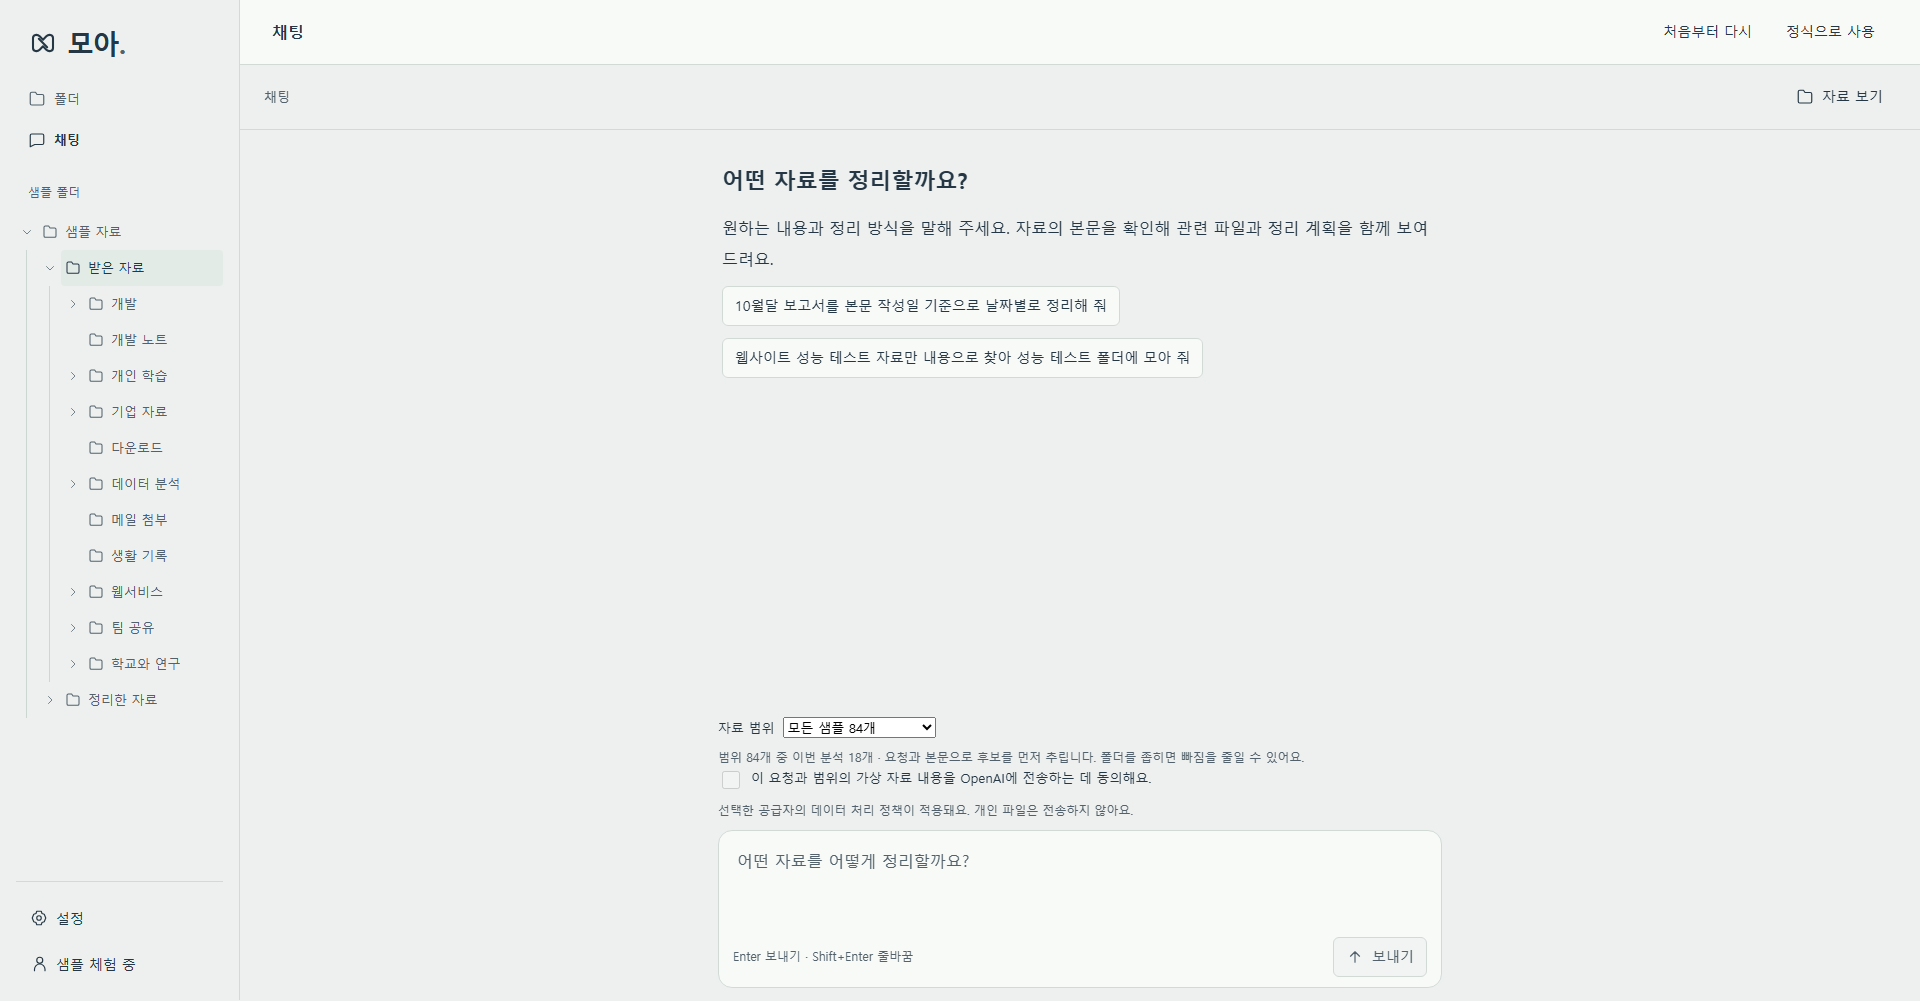 모아.
폴더
채팅
샘플 폴더
샘플 자료
받은 자료
개발
개발 노트
개인 학습
기업 자료
다운로드
데이터 분석
메일 첨부
생활 기록
웹서비스
팀 공유
학교와 연구
정리한 자료
설정
샘플 체험 중
채팅
처음부터 다시
정식으로 사용
채팅
자료 보기
어떤 자료를 정리할까요?
원하는 내용과 정리 방식을 말해 주세요. 자료의 본문을 확인해 관련 파일과 정리 계획을 함께 보여
드려요.
10월달 보고서를 본문 작성일 기준으로 날짜별로 정리해 줘
웹사이트 성능 테스트 자료만 내용으로 찾아 성능 테스트 폴더에 모아 줘
자료 범위 모든 샘플 84개
범위 84개 중 이번 분석 18개 · 요청과 본문으로 후보를 먼저 추립니다. 폴더를 좁히면 빠짐을 줄일 수 있어요.
이 요청과 범위의 가상 자료 내용을 OpenAI에 전송하는 데 동의해요.
선택한 공급자의 데이터 처리 정책이 적용돼요. 개인 파일은 전송하지 않아요.
어떤 자료를 어떻게 정리할까요?
Enter 보내기 · Shift+Enter 줄바꿈
보내기